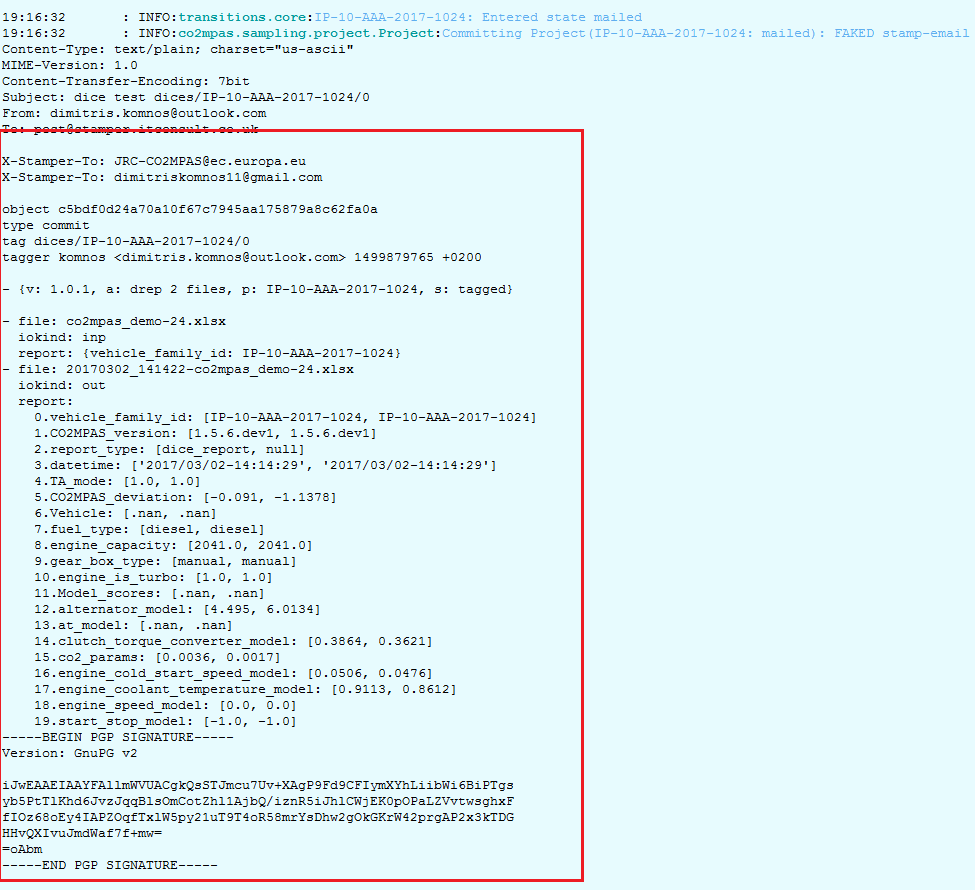 19:16:32       : INFO:transitions.core:IP-10-AAA-2017-1024: Entered state mailed
19:16:32       : INFO:co2mpas.sampling.project.Project:Committing Project(IP-10-AAA-2017-1024: mailed): FAKED stamp-email
Content-Type: text/plain; charset="us-ascii"
MIME-Version: 1.0
Content-Transfer-Encoding: 7bit
Subject: dice test dices/IP-10-AAA-2017-1024/0
From: dimitris.komnos@outlook.com
To: post@stamper.itconsult.co.uk
X-Stamper-To: JRC-CO2MPAS@ec.europa.eu
X-Stamper-To: dimitriskomnos11@gmail.com
object c5bdf0d24a70a10f67c7945aa175879a8c62fa0a
type commit
tag dices/IP-10-AAA-2017-1024/0
tagger komnos <dimitris.komnos@outlook.com> 1499879765 +0200
- {v: 1.0.1, a: drep 2 files, p: IP-10-AAA-2017-1024, s: tagged}
- file: co2mpas_demo-24.xlsx
  iokind: inp
  report: {vehicle_family_id: IP-10-AAA-2017-1024}
- file: 20170302_141422-co2mpas_demo-24.xlsx
  iokind: out
  report:
    0.vehicle_family_id: [IP-10-AAA-2017-1024, IP-10-AAA-2017-1024]
    1.CO2MPAS_version: [1.5.6.dev1, 1.5.6.dev1]
    2.report_type: [dice_report, null]
    3.datetime: ['2017/03/02-14:14:29', '2017/03/02-14:14:29']
    4.TA_mode: [1.0, 1.0]
    5.CO2MPAS_deviation: [-0.091, -1.1378]
    6.Vehicle: [.nan, .nan]
    7.fuel_type: [diesel, diesel]
    8.engine_capacity: [2041.0, 2041.0]
    9.gear_box_type: [manual, manual]
    10.engine_is_turbo: [1.0, 1.0]
    11.Model_scores: [.nan, .nan]
    12.alternator_model: [4.495, 6.0134]
    13.at_model: [.nan, .nan]
    14.clutch_torque_converter_model: [0.3864, 0.3621]
    15.co2_params: [0.0036, 0.0017]
    16.engine_cold_start_speed_model: [0.0506, 0.0476]
    17.engine_coolant_temperature_model: [0.9113, 0.8612]
    18.engine_speed_model: [0.0, 0.0]
    19.start_stop_model: [-1.0, -1.0]
-----BEGIN PGP SIGNATURE-----
Version: GnuPG v2
iJwEAAEIAAYFAllmWVUACgkQsSTJmcu7Uv+XAgP9Fd9CFIymXYhLiibWi6BiPTgs
yb5PtTlKhd6JvzJqqBlsOmCotZhl1AjbQ/iznR5iJhlCWjEK0pOPaLZVvtwsghxF
fIOz68oEy4IAPZOqfTxlW5py21uT9T4oR58mrYsDhw2gOkGKrW42prgAP2x3kTDG
HHvQXIvuJmdWaf7f+mw=
=oAbm
-----END PGP SIGNATURE-----